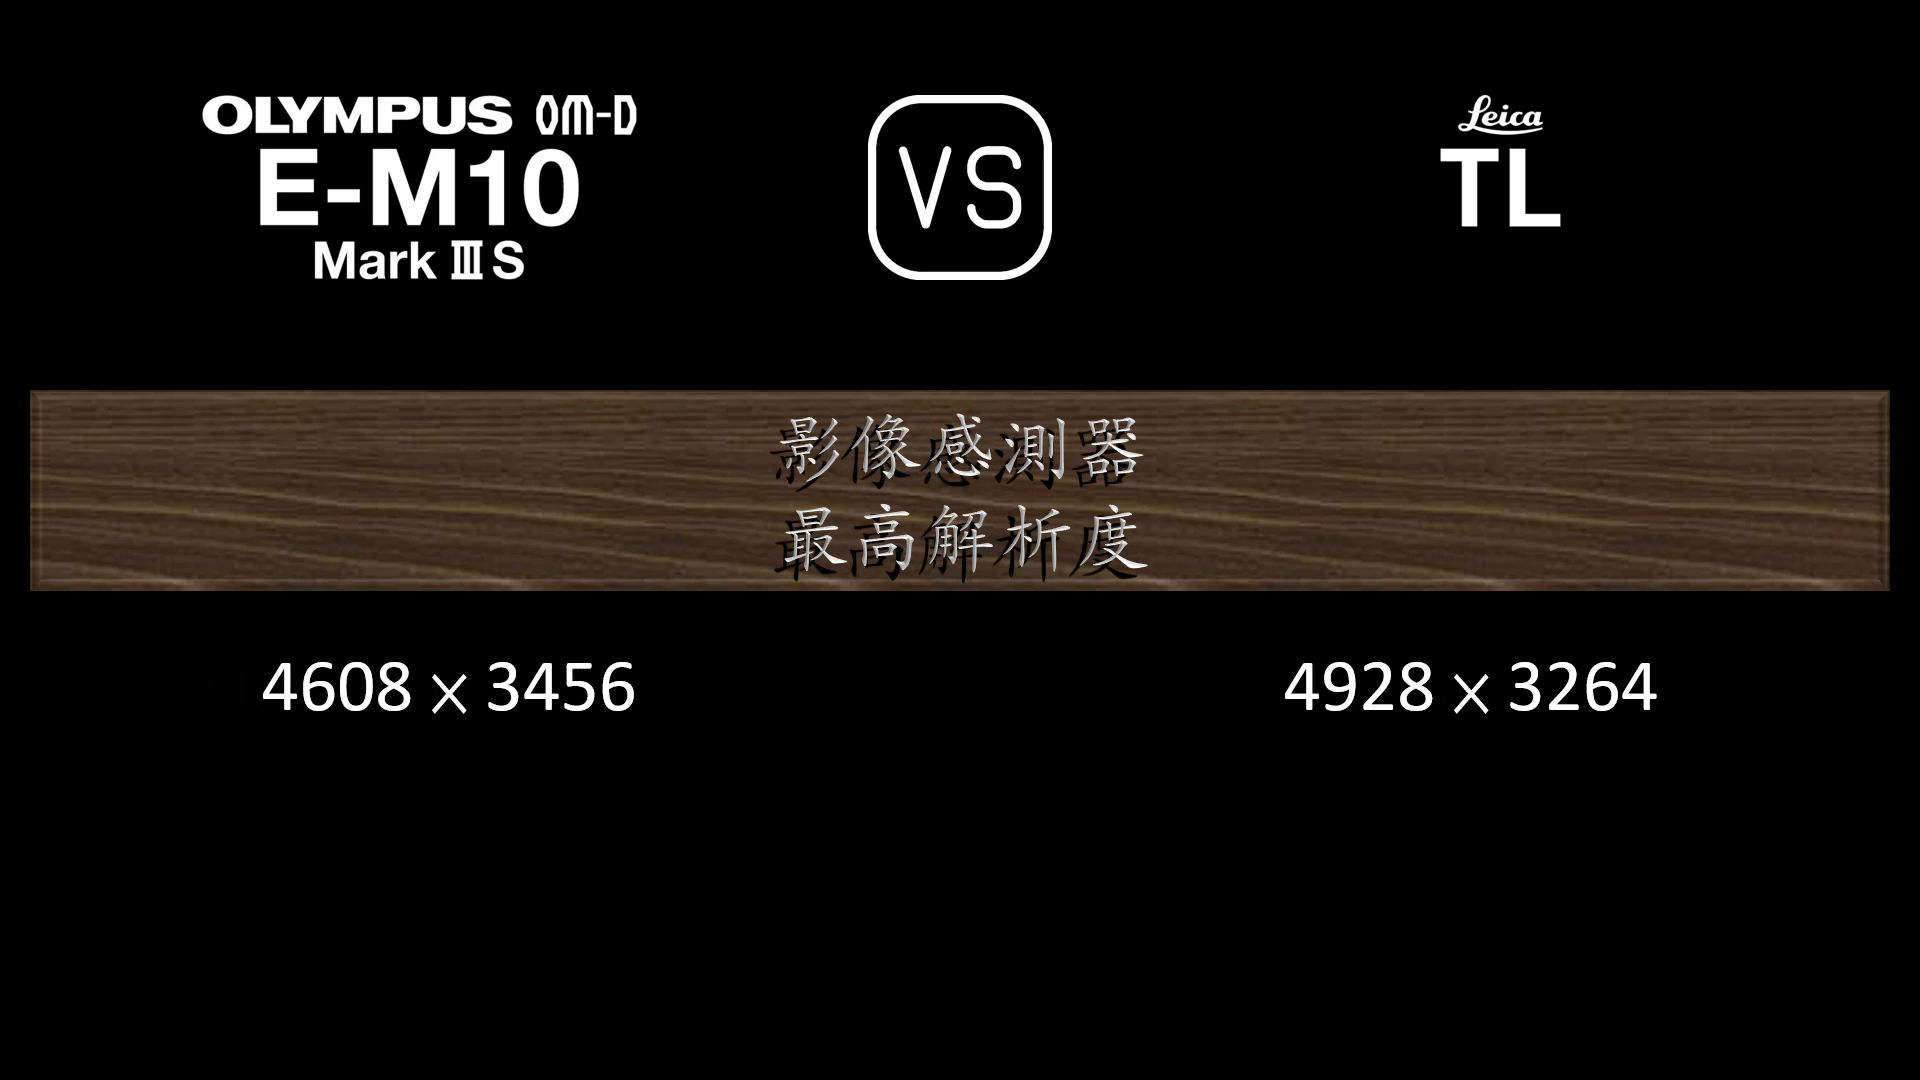 OLYMPUS OM-D
E-M10
Mark III S
VS
Leica
TL
影像感測器
最高解析度
4608 x 3456
4928 x 3264